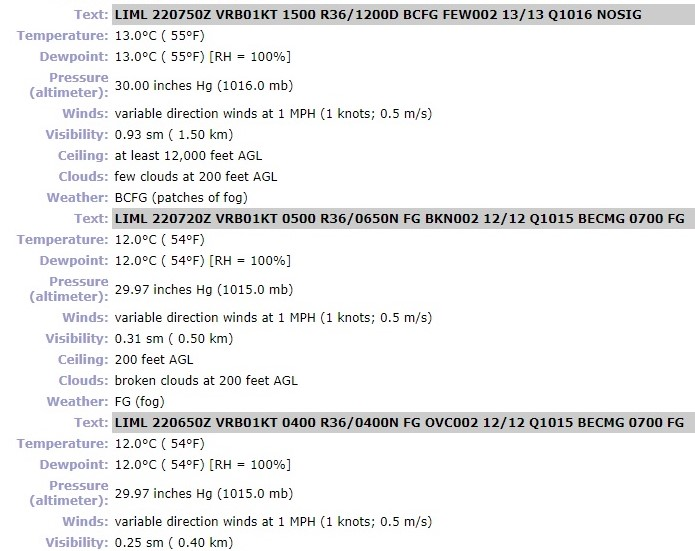 Text: LIML 220750Z VRB01KT 1500 R36/1200D BCFG FEW002 13/13 Q1016 NOSIG
Temperature: 13.0°C ( 55°F)
Dewpoint: 13.0°C ( 55°F) [RH = 100%]
Pressure
(altimeter): 30.00 inches Hg (1016.0 mb)
Winds: variable direction winds at 1 MPH (1 knots; 0.5 m/s)
Visibility: 0.93 sm ( 1.50 km)
Ceiling: at least 12,000 feet AGL
Clouds: few clouds at 200 feet AGL
Weather: BCFG (patches of fog)
Text: LIML 220720Z VRB01KT 0500 R36/0650N FG BKN002 12/12 Q1015 BECMG 0700 FG
Temperature: 12.0°C ( 54°F)
Dewpoint: 12.0°C ( 54°F) [RH = 100%]
Pressure
(altimeter): 29.97 inches Hg (1015.0 mb)
Winds: variable direction winds at 1 MPH (1 knots; 0.5 m/s)
Visibility: 0.31 sm ( 0.50 km)
Ceiling: 200 feet AGL
Clouds: broken clouds at 200 feet AGL
Weather: FG (fog)
Text: LIML 220650Z VRB01KT 0400 R36/0400N FG OVC002 12/12 Q1015 BECMG 0700 FG
Temperature: 12.0°C ( 54°F)
Dewpoint: 12.0°C ( 54°F) [RH = 100%]
Pressure
(altimeter): 29.97 inches Hg (1015.0 mb)
Winds: variable direction winds at 1 MPH (1 knots; 0.5 m/s)
Visibility: 0.25 sm ( 0.40 km)